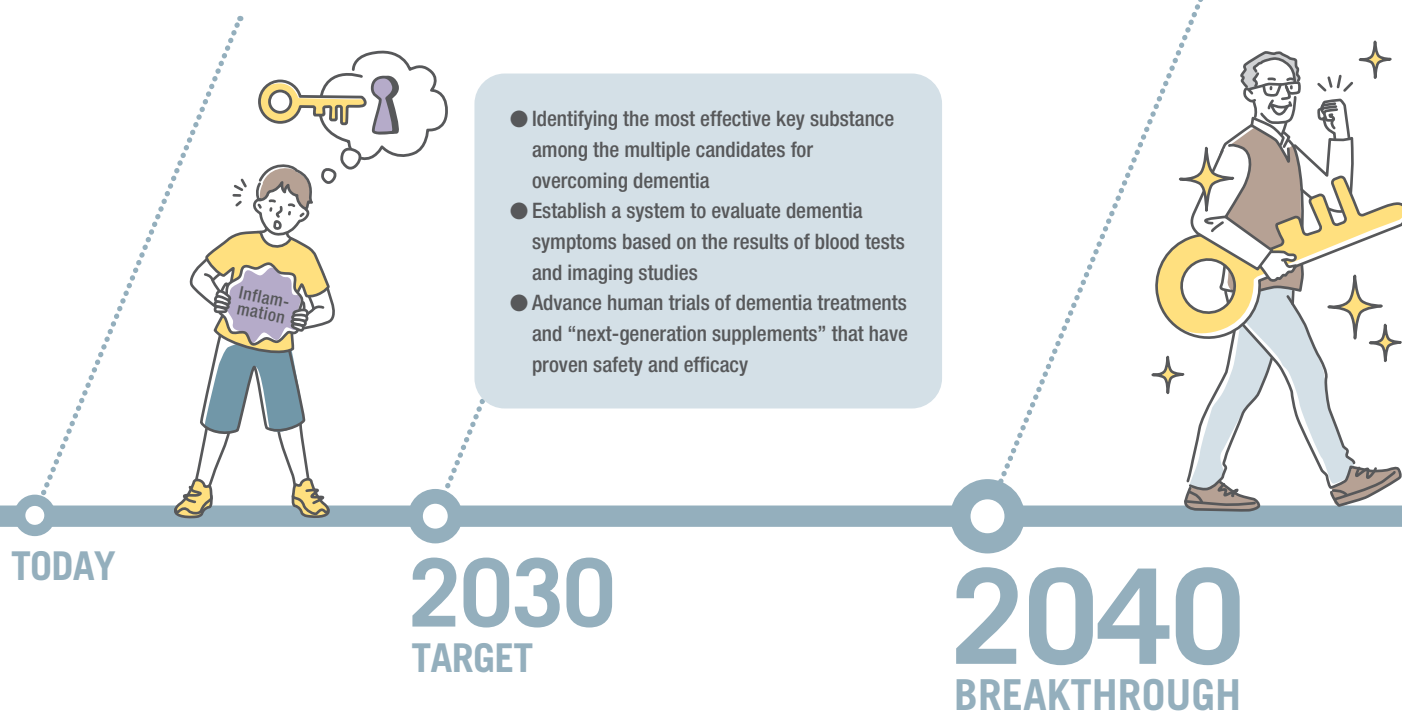 Inflam-
mation
● Identifying the most effective key substance
among the multiple candidates for
overcoming dementia
● Establish a system to evaluate dementia
symptoms based on the results of blood tests
and imaging studies
● Advance human trials of dementia treatments
and “next-generation supplements” that have
proven safety and efficacy
TODAY
2030
TARGET
2040
BREAKTHROUGH